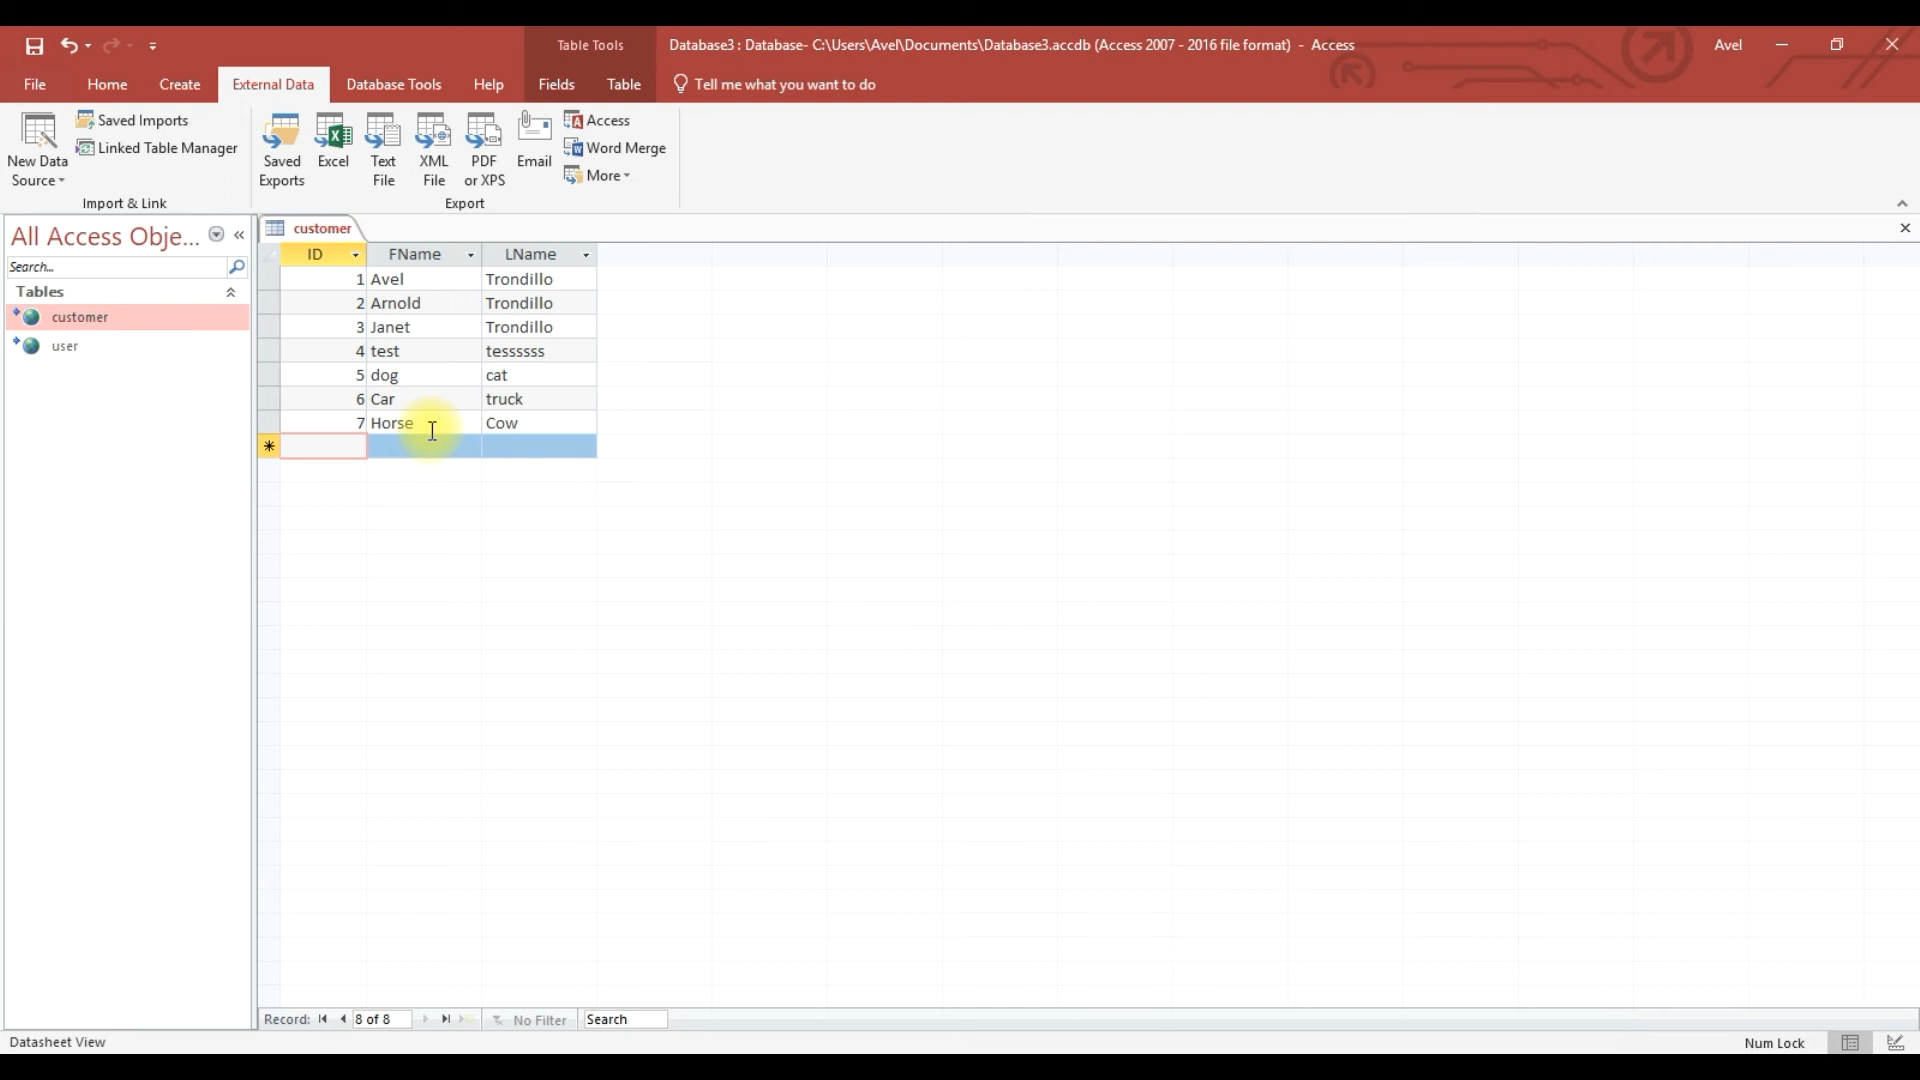 Table Tools
Database3 : Database- C:\Users\Avel\Documents\Database3.accdb (Access 2007 - 2016 file format) - Access
Avel
File Home Create External Data Database Tools Help Fields Table Tell me what you want to do
New Data Source
Saved Imports
Linked Table Manager
Import & Link
Saved Exports
Excel
Text File
XML File
PDF or XPS
Email
Access
Word Merge
More
Export
All Access Obje...
Search...
Tables
customer
user
customer
ID FName LName
1 Avel Trondillo
2 Arnold Trondillo
3 Janet Trondillo
4 test tessssss
5 dog cat
6 Car truck
7 Horse Cow
Record: 8 of 8 No Filter Search
Datasheet View
Num Lock